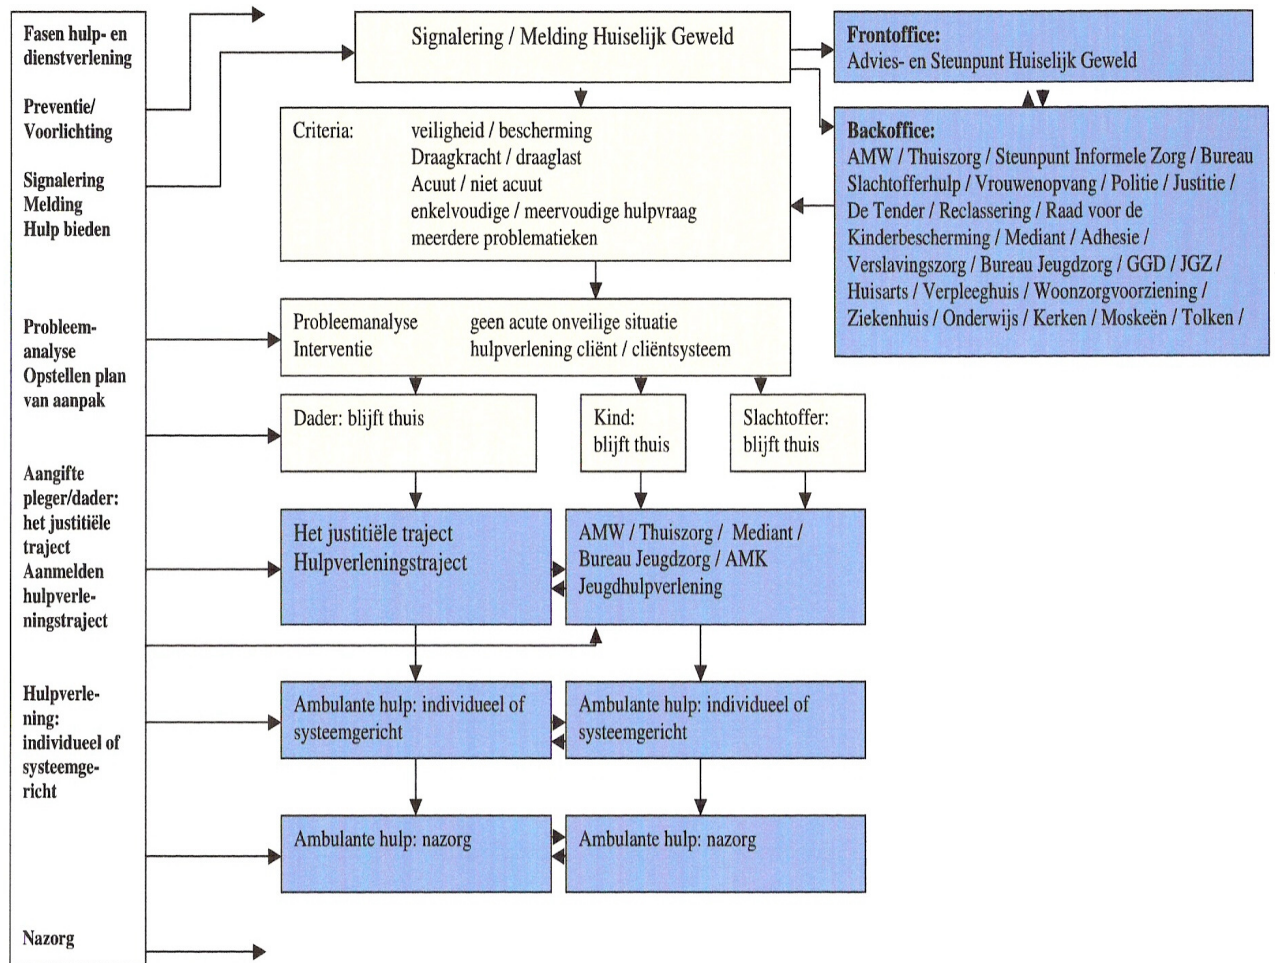 Fasen hulp- en
dienstverlening
Preventie/
Voorlichting
Signalering
Melding
Hulp bieden
Probleem-
analyse
Opstellen plan
van aanpak
Aangifte
pleger/dader:
het justitiële
traject
Aanmelden
hulpverle-
ningstraject
Hulpverle-
ning:
individueel of
systeemge-
richt
Nazorg
Signalering / Melding Huiselijk Geweld
Frontoffice:
Advies- en Steunpunt Huiselijk Geweld
Backoffice:
AMW / Thuiszorg / Steunpunt Informele Zorg / Bureau
Slachtofferhulp / Vrouwenopvang / Politie / Justitie /
De Tender / Reclassering / Raad voor de
Kinderbescherming / Mediant / Adhesie /
Verslavingszorg / Bureau Jeugdzorg / GGD / JGZ /
Huisarts / Verpleeghuis / Woonzorgvoorziening /
Ziekenhuis / Onderwijs / Kerken / Moskeën / Tolken /
Criteria: veiligheid / bescherming
Draagkracht / draaglast
Acuut / niet acuut
enkelvoudige / meervoudige hulpvraag
meerdere problematieken
Probleemanalyse geen acute onveilige situatie
Interventie hulpverlening cliënt / cliëntsysteem
Dader: blijft thuis
Kind:
blijft thuis
Slachtoffer:
blijft thuis
Het justitiële traject
Hulpverleningstraject
AMW / Thuiszorg / Mediant /
Bureau Jeugdzorg / AMK
Jeugdhulpverlening
Ambulante hulp: individueel of
systeemgericht
Ambulante hulp: individueel of
systeemgericht
Ambulante hulp: nazorg
Ambulante hulp: nazorg